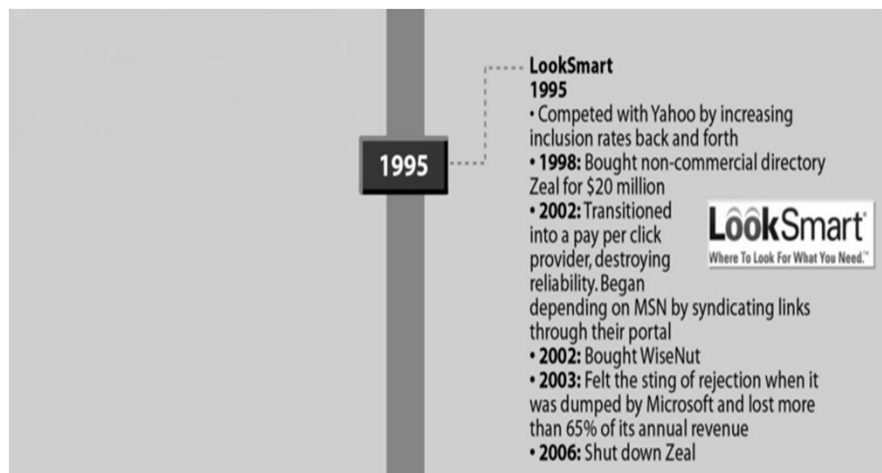 LookSmart
1995
• Competed with Yahoo by increasing
inclusion rates back and forth
1995
• 1998: Bought non-commercial directory
Zeal for $20 million
• 2002: Transitioned
into a pay per click
provider, destroying
reliability. Began
LookSmart
Where To Look For What You Need.™
depending on MSN by syndicating links
through their portal
• 2002: Bought WiseNut
• 2003: Felt the sting of rejection when it
was dumped by Microsoft and lost more
than 65% of its annual revenue
• 2006: Shut down Zeal